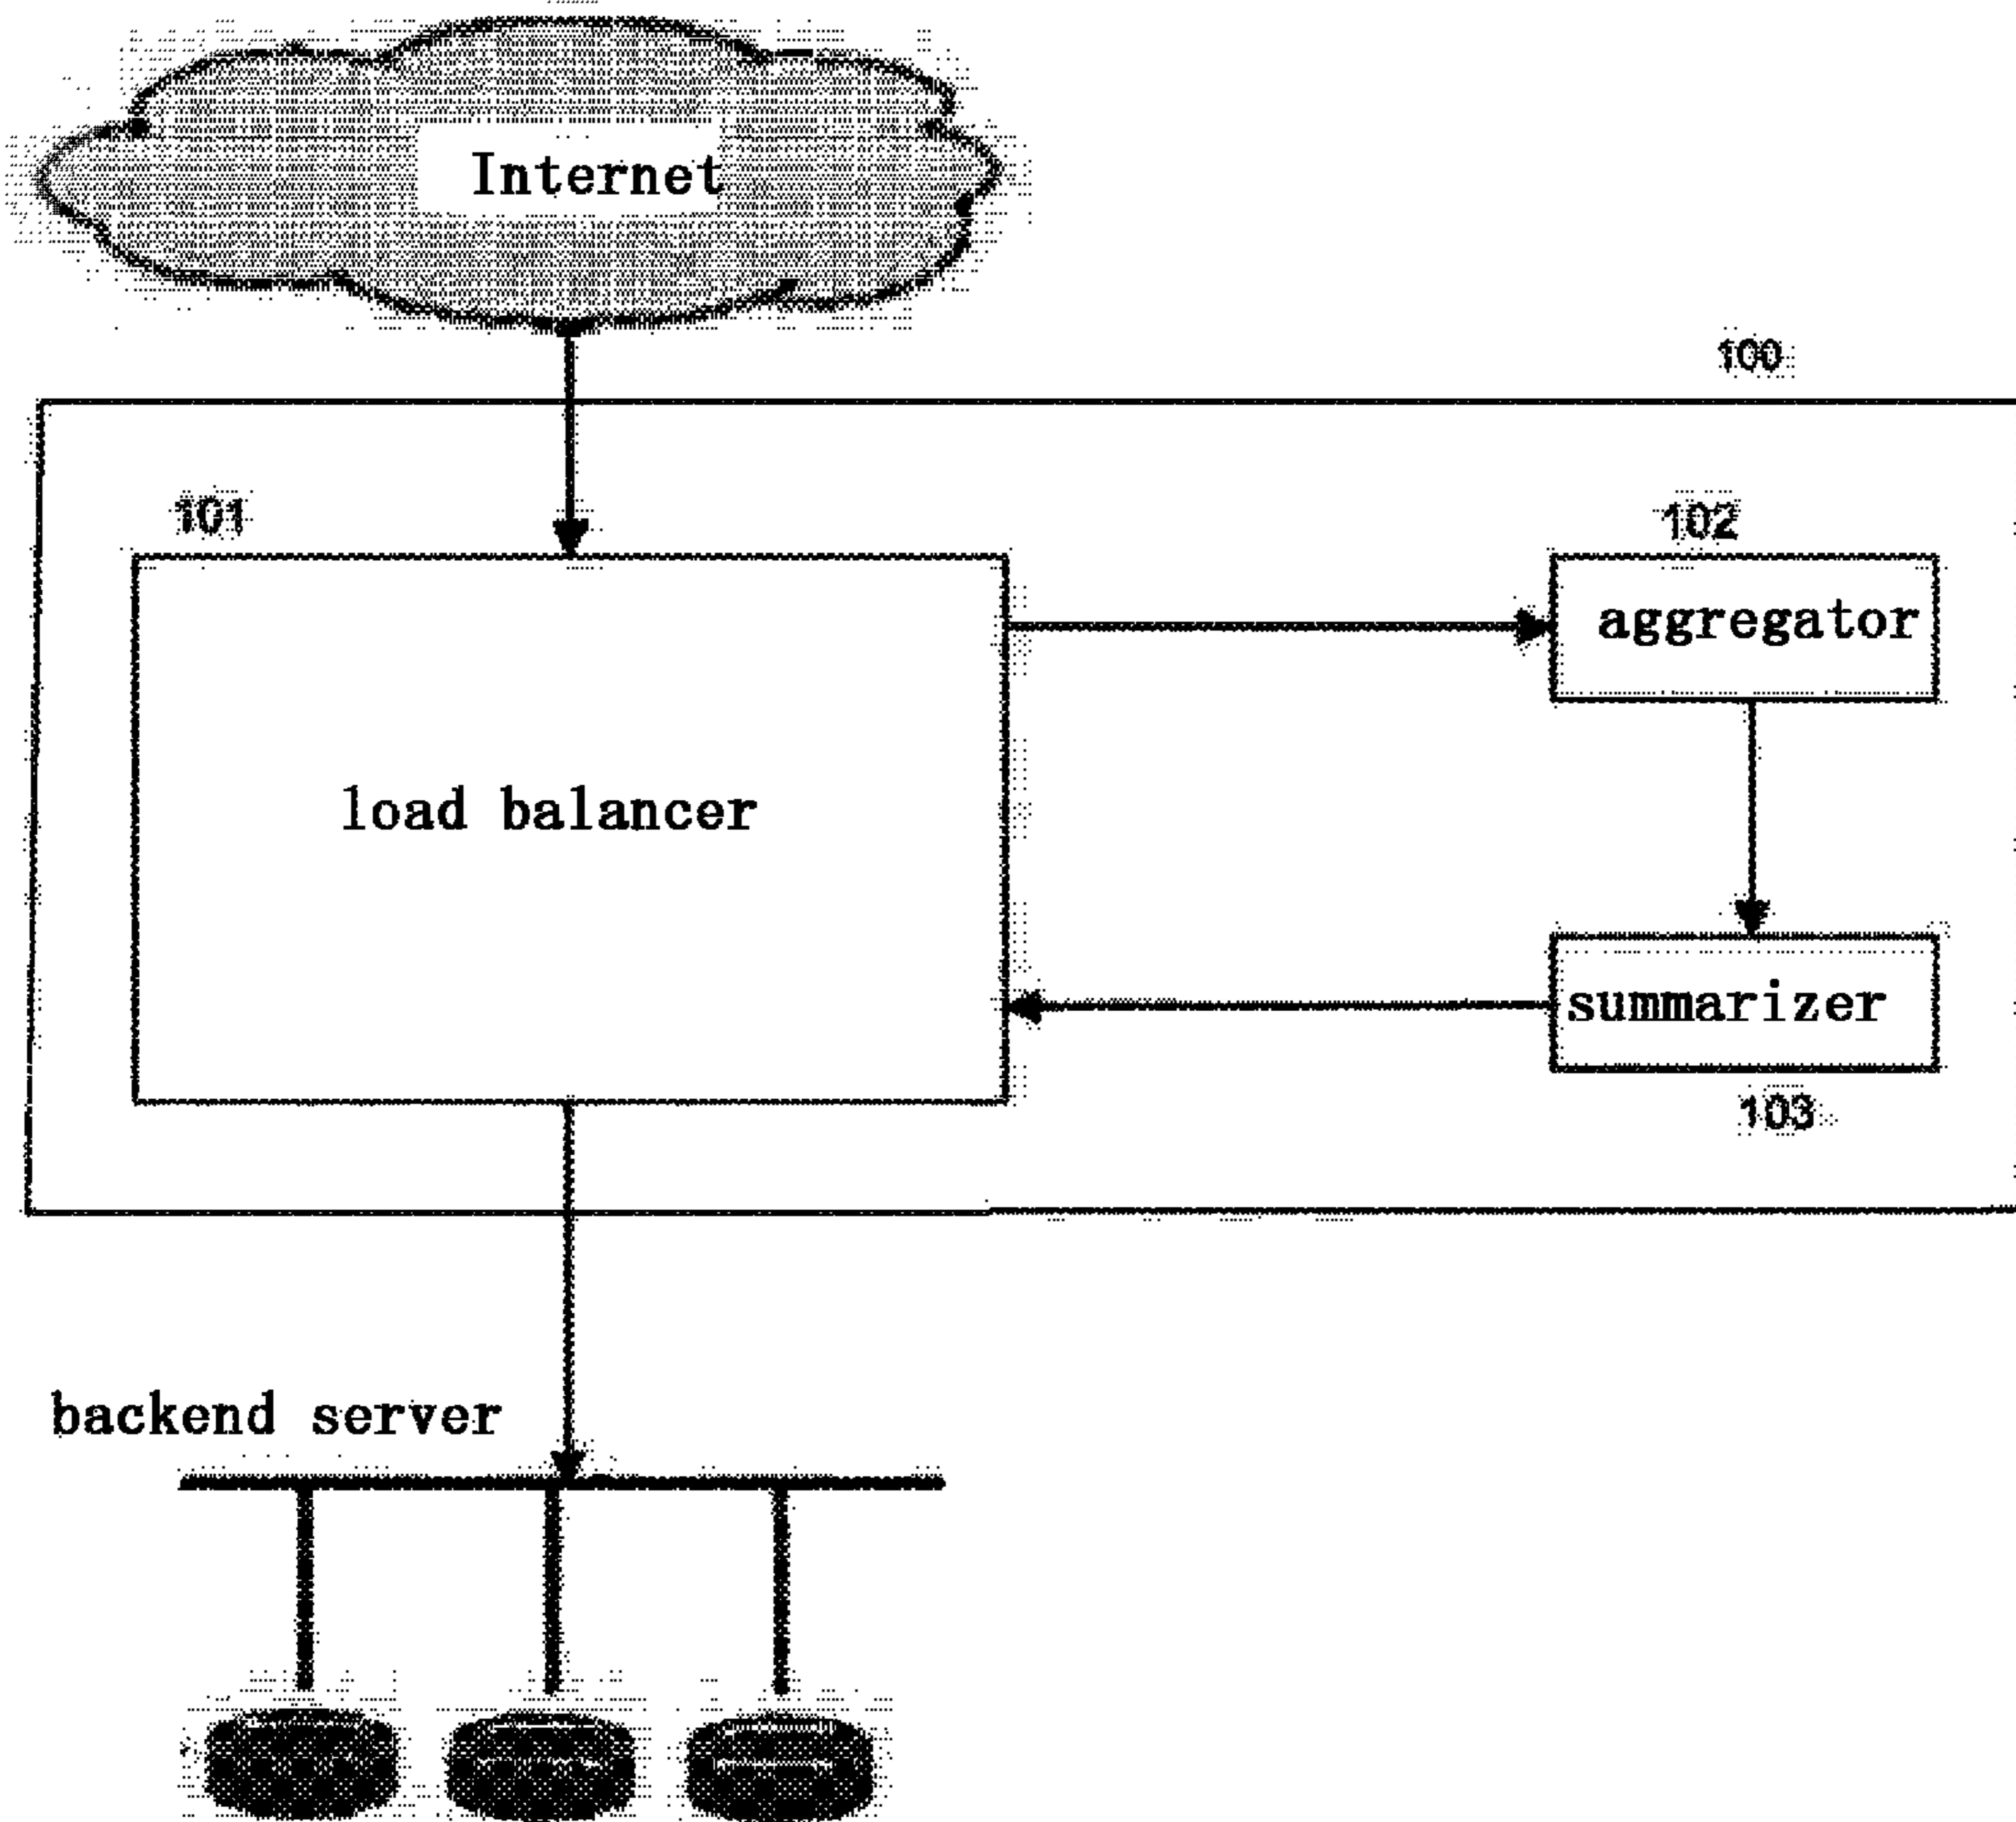 Internet
100
101
102
aggregator
load balancer
summarizer
103
backend server